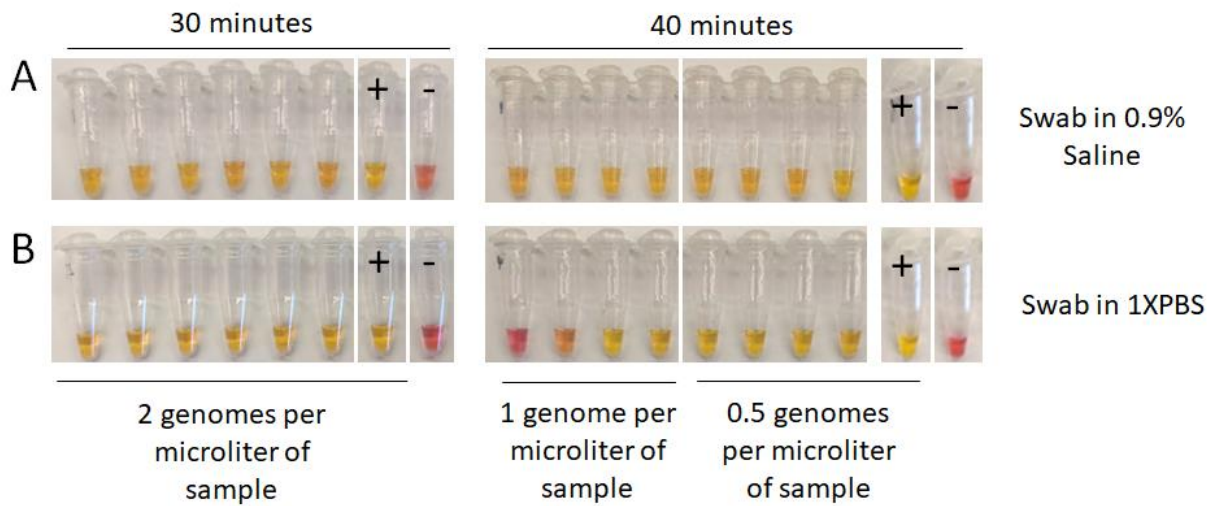 30 minutes
40 minutes
A
+
-
+
-
Swab in 0.9%
Saline
B
+
-
+
-
Swab in 1XPBS
2 genomes per
microliter of
sample
1 genome per
microliter of
sample
0.5 genomes
per microliter
of sample